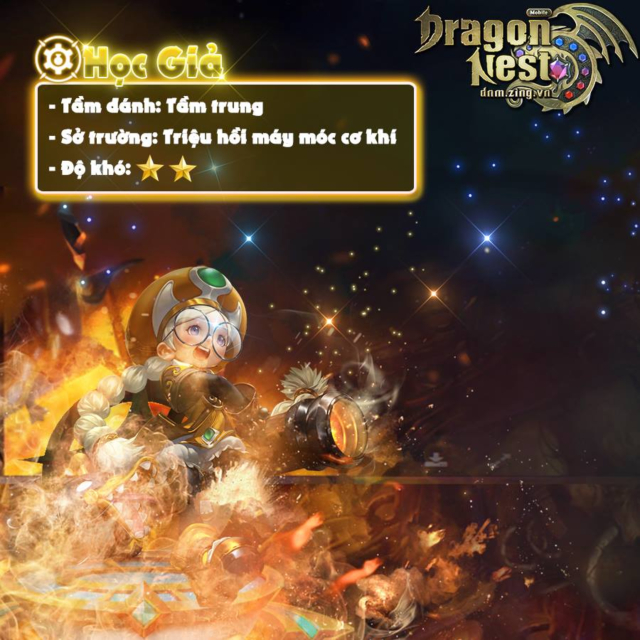 Mobile
Dragon
Nest
dnm.zing.vn
Học Giả
- Tầm đánh: Tầm trung
- Sở trường: Triệu hồi máy móc cơ khí
- Độ khó: